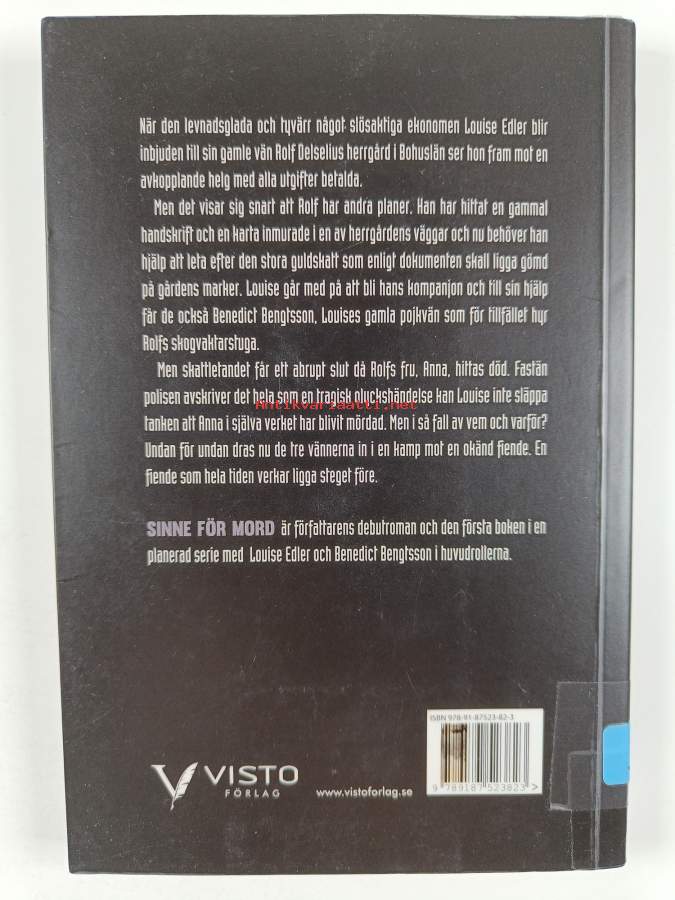 När den levnadsglada och tyvärr något slösaktiga ekonomen Louise Edler blir
inbjuden till sin gamle vän Rolf Delselius herrgård i Bohuslän ser hon fram mot en
avkopplande helg med alla utgifter betalda.
Men det visar sig snart att Rolf har andra planer. Han har hittat en gammal
handskrift och en karta inmurade i en av herrgårdens väggar och nu behöver han
hjälp att leta efter den stora guldskatt som enligt dokumenten skall ligga gömd
på gårdens marker. Louise går med på att bli hans kompanjon och till sin hjälp
får de också Benedict Bengtsson, Louises gamla pojkvän som för tillfället hyr
Rolfs skogvaktarstuga.
Men skattletandet får ett abrupt slut då Rolfs fru, Anna, hittas död. Fastän
polisen avskriver det hela som en tragisk olyckshändelse kan Louise inte släppa
Antikvariaatti.net
tanken att Anna i själva verket har blivit mördad. Men i så fall av vem och varför?
Undan för undan dras nu de tre vännerna in i en kamp mot en okänd fiende. En
fiende som hela tiden verkar ligga steget före.
SINNE FÖR MORD är författarens debutroman och den första boken i en
planerad serie med Louise Edler och Benedict Bengtsson i huvudrollerna.
ISBN 978-91-87523-82-3
VISTO
FÖRLAG
www.vistoforlag.se
9 789187 523823 >